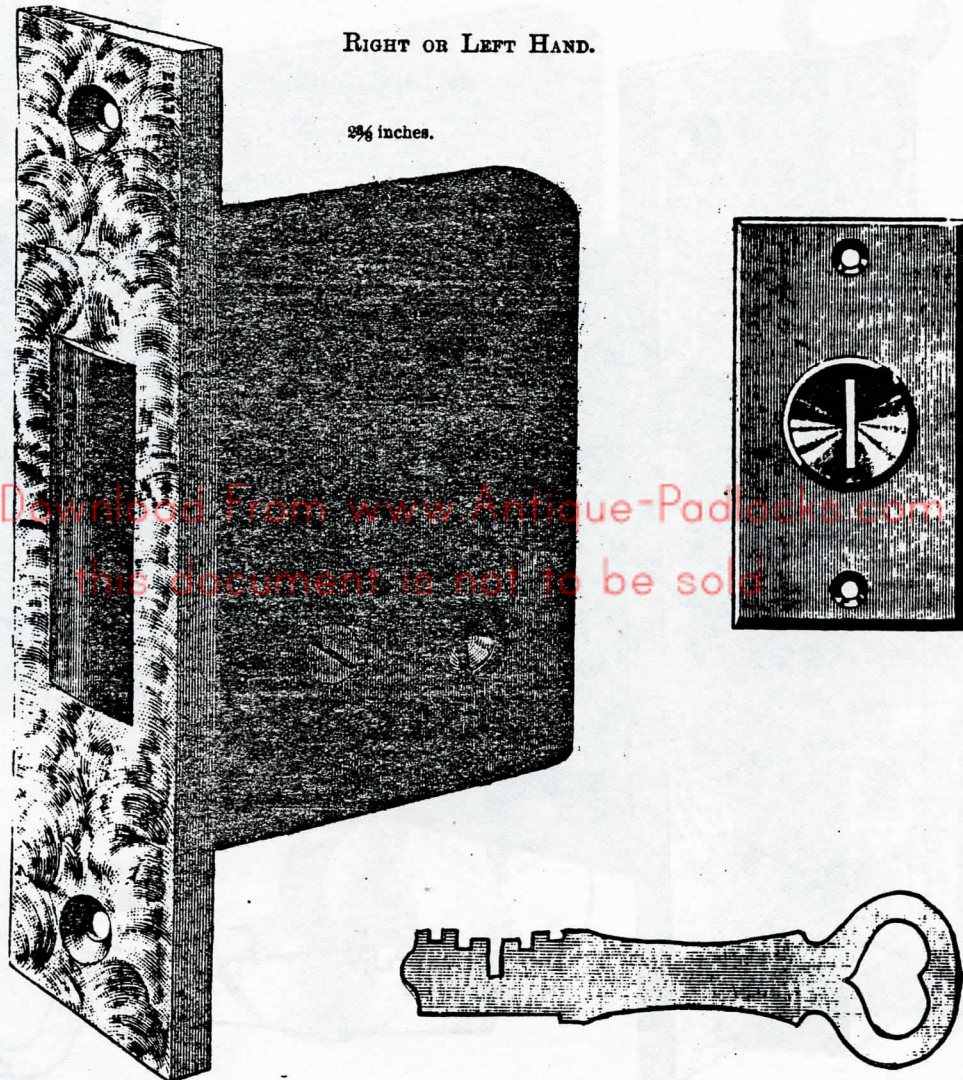 RIGHT OR LEFT HAND.
2⅜ inches.
Download From www.Antique-Padlocks.com
this document is not to be sold